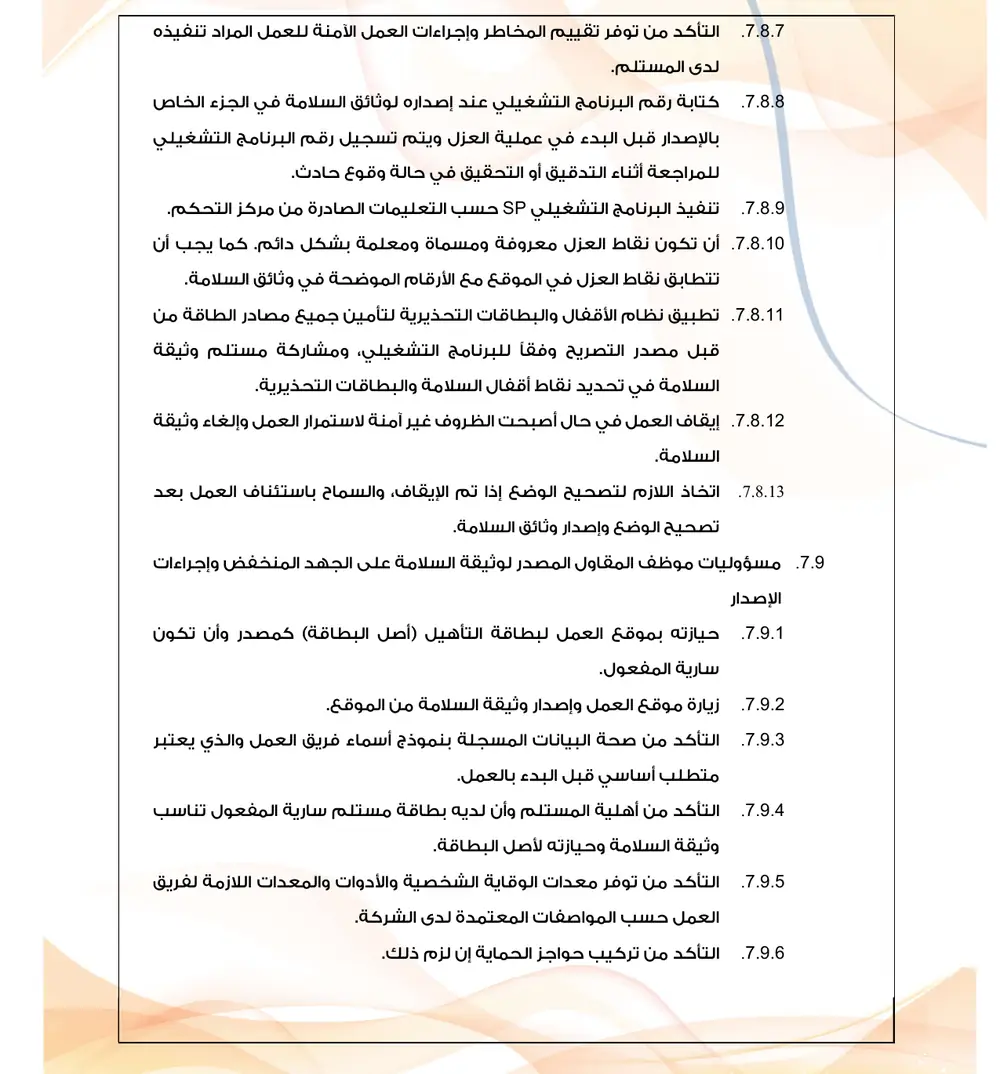 7.8.7. التأكد من توفر تقييم المخاطر وإجراءات العمل الآمنة للعمل المراد تنفيذه
لدى المستلم.
7.8.8. كتابة رقم البرنامج التشغيلي عند إصداره لوثائق السلامة في الجزء الخاص
بالإصدار قبل البدء في عملية العزل ويتم تسجيل رقم البرنامج التشغيلي
للمراجعة أثناء التدقيق أو التحقيق في حالة وقوع حادث.
7.8.9. تنفيذ البرنامج التشغيلي SP حسب التعليمات الصادرة من مركز التحكم.
7.8.10. أن تكون نقاط العزل معروفة ومسماة ومعلمة بشكل دائم. كما يجب أن
تتطابق نقاط العزل في الموقع مع الأرقام الموضحة في وثائق السلامة.
7.8.11. تطبيق نظام الأقفال والبطاقات التحذيرية لتأمين جميع مصادر الطاقة من
قبل مصدر التصريح وفقاً للبرنامج التشغيلي، ومشاركة مستلم وثيقة
السلامة في تحديد نقاط أقفال السلامة والبطاقات التحذيرية.
7.8.12. إيقاف العمل في حال أصبحت الظروف غير آمنة لاستمرار العمل وإلغاء وثيقة
السلامة.
7.8.13. اتخاذ اللازم لتصحيح الوضع إذا تم الإيقاف، والسماح باستئناف العمل بعد
تصحيح الوضع وإصدار وثائق السلامة.
7.9. مسؤوليات موظف المقاول المصدر لوثيقة السلامة على الجهد المنخفض وإجراءات
الإصدار
7.9.1. حيازته بموقع العمل لبطاقة التأهيل (أصل البطاقة) كمصدر وأن تكون
سارية المفعول.
7.9.2. زيارة موقع العمل وإصدار وثيقة السلامة من الموقع.
7.9.3. التأكد من صحة البيانات المسجلة بنموذج أسماء فريق العمل والذي يعتبر
متطلب أساسي قبل البدء بالعمل.
7.9.4. التأكد من أهلية المستلم وأن لديه بطاقة مستلم سارية المفعول تناسب
وثيقة السلامة وحيازته لأصل البطاقة.
7.9.5. التأكد من توفر معدات الوقاية الشخصية والأدوات والمعدات اللازمة لفريق
العمل حسب المواصفات المعتمدة لدى الشركة.
7.9.6. التأكد من تركيب حواجز الحماية إن لزم ذلك.